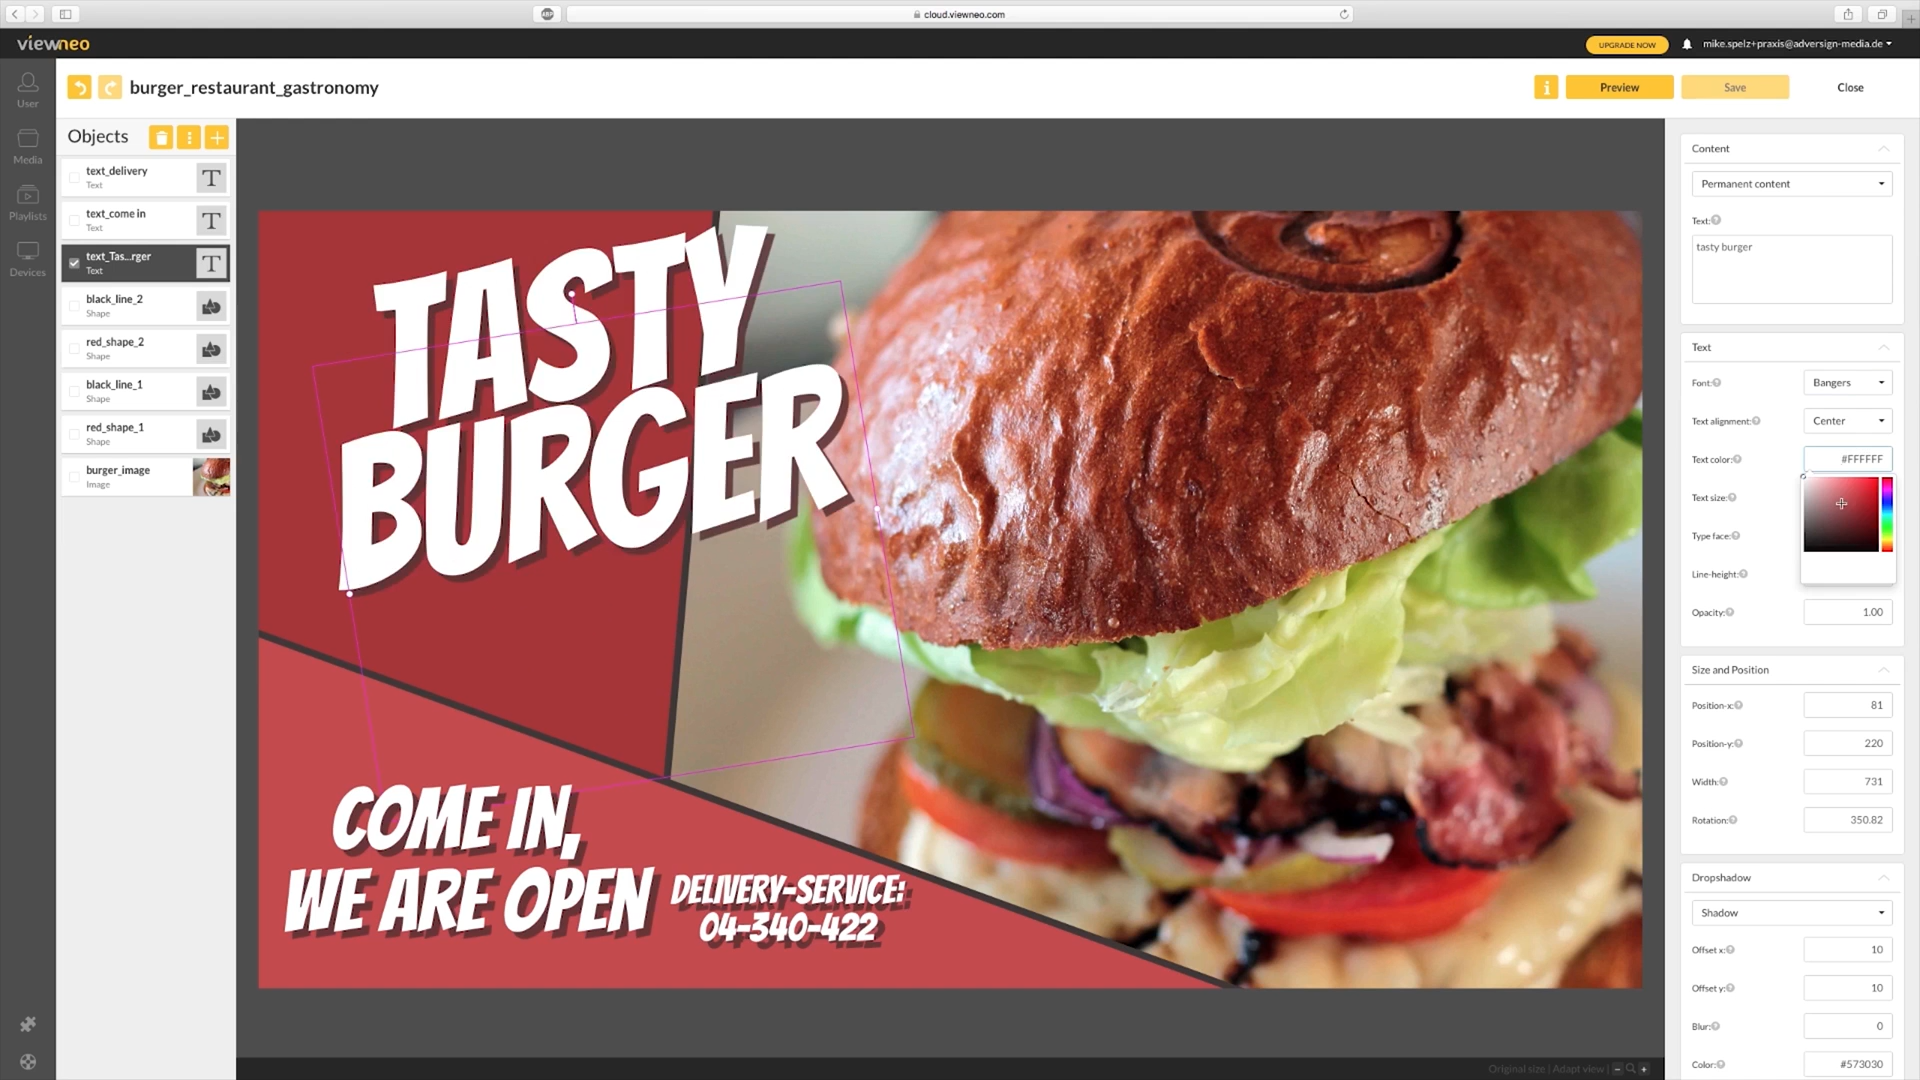 cloud.viewneo.com
viewneo
UPGRADE NOW
mike.spelz+praxis@adversign-media.de
burger_restaurant_gastronomy
Preview
Save
Close
User
Media
Playlists
Devices
Objects
text_delivery
Text
T
text_come in
Text
T
text_Tas...rger
Text
T
black_line_2
Shape
red_shape_2
Shape
black_line_1
Shape
red_shape_1
Shape
burger_image
Image
TASTY
BURGER
COME IN,
WE ARE OPEN
DELIVERY-SERVICE:
04-340-422
Original size | Adapt view |
Content
Permanent content
Text:
tasty burger
Text
Font: Bangers
Text alignment: Center
Text color: #FFFFFF
Text size:
Type face:
Line-height:
Opacity: 1.00
Size and Position
Position-x: 81
Position-y: 220
Width: 731
Rotation: 350.82
Dropshadow
Shadow
Offset x: 10
Offset y: 10
Blur: 0
Color: #573030